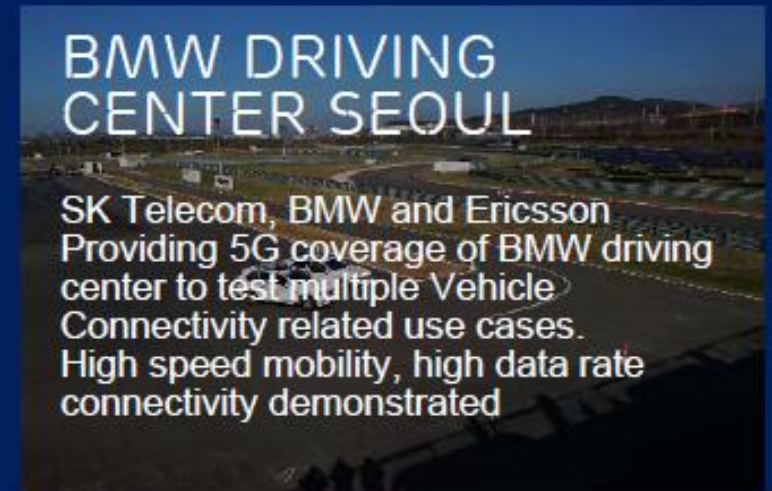 BMW DRIVING
CENTER SEOUL
SK Telecom, BMW and Ericsson
Providing 5G coverage of BMW driving
center to test multiple Vehicle
Connectivity related use cases.
High speed mobility, high data rate
connectivity demonstrated